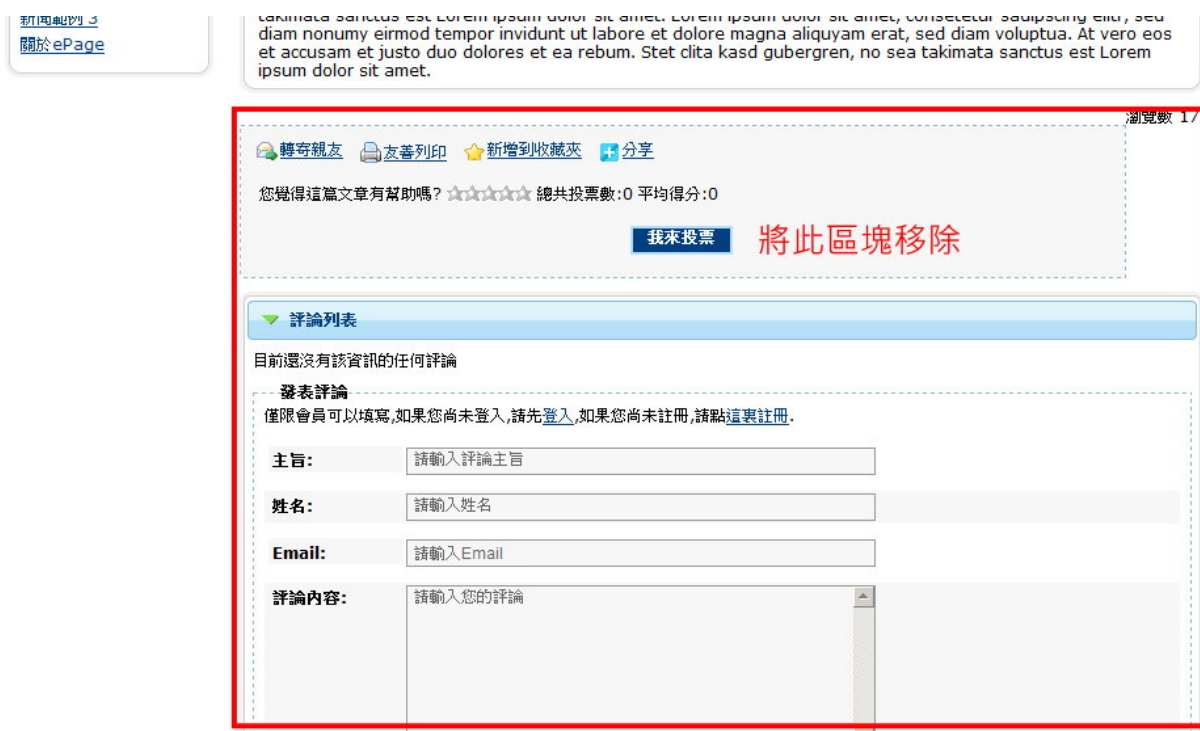 新聞範例 3
關於ePage
takimata sanctus est Lorem ipsum dolor sit amet. Lorem ipsum dolor sit amet, consetetur sadipscing elitr, sed
diam nonumy eirmod tempor invidunt ut labore et dolore magna aliquyam erat, sed diam voluptua. At vero eos
et accusam et justo duo dolores et ea rebum. Stet clita kasd gubergren, no sea takimata sanctus est Lorem
ipsum dolor sit amet.
瀏覽數 17
轉寄親友 友善列印 新增到收藏夾 分享
您覺得這篇文章有幫助嗎? 總共投票數:0 平均得分:0
我來投票 將此區塊移除
評論列表
目前還沒有該資訊的任何評論
發表評論
僅限會員可以填寫,如果您尚未登入,請先登入,如果您尚未註冊,請點這裏註冊.
主旨: 請輸入評論主旨
姓名: 請輸入姓名
Email: 請輸入Email
評論內容: 請輸入您的評論